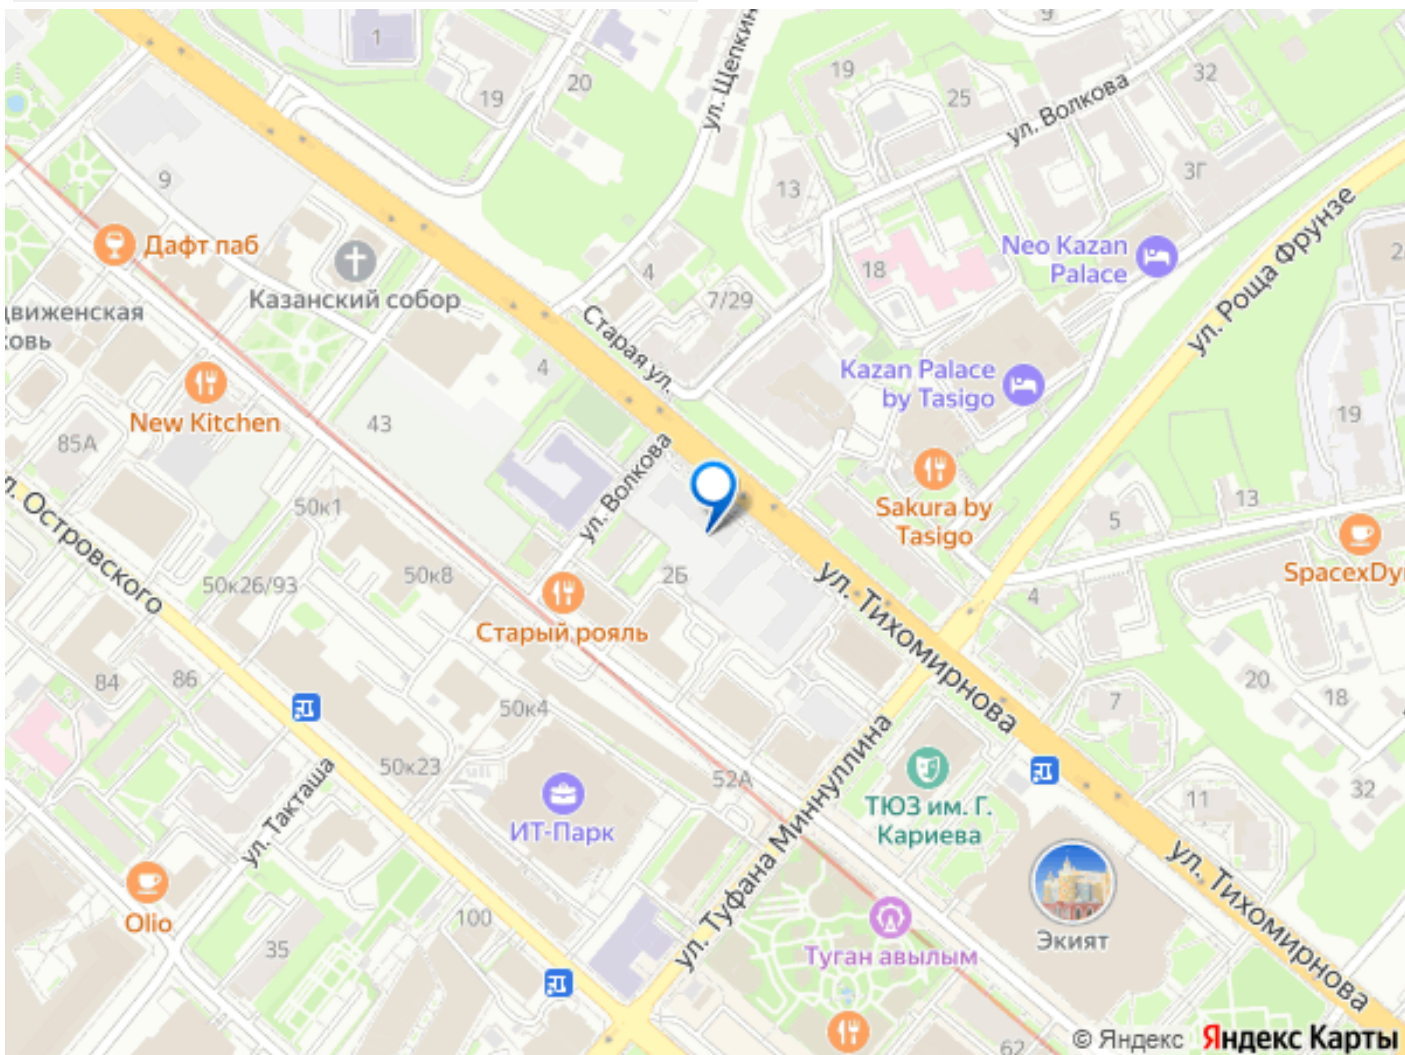 1
9
ул. Щепкин
20
19
19
25
32
ул. Волкова
9
13
3Г
Дафт паб
Казанский собор
4
7/29
18
Neo Kazan
Palace
ул. Роща Фрунзе
движенская
ковь
Старая ул.
New Kitchen
4
43
85А
Kazan Palace
by Tasigo
19
ул. Волкова
Sakura by
Tasigo
13
5
50к1
ул. Островского
50к26/93
50к8
2Б
ул. Тихомирнова
SpacexDy
4
Старый рояль
84
86
50к4
7
20
18
50к23
ул. Такташа
52А
ул. Туфана Миннуллина
ТЮЗ им. Г.
Кариева
11
32
ИТ-Парк
ул. Тихомирнова
Olio
100
35
Туган авылым
Экият
62
© Яндекс Яндекс Карты